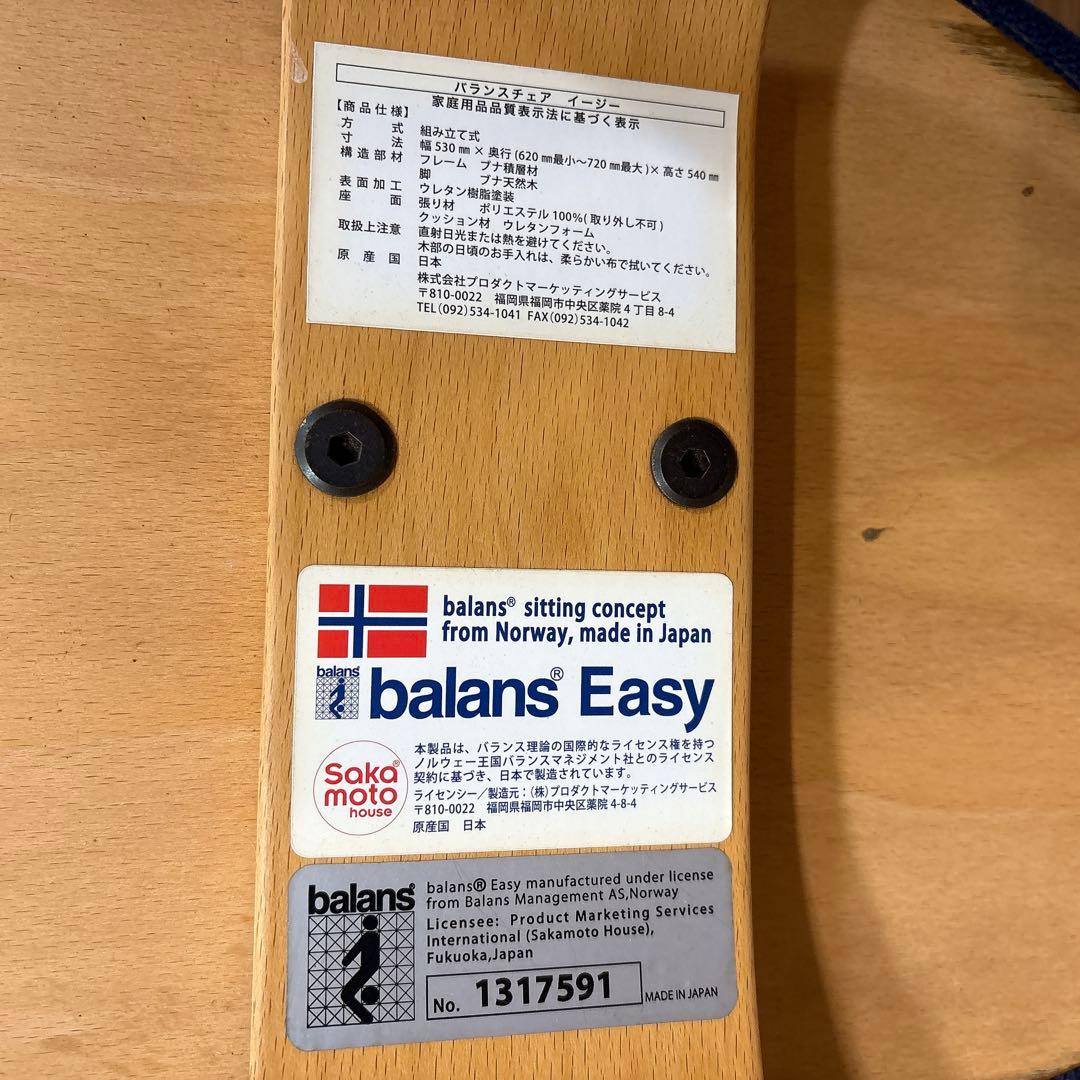 バランスチェア　イージー
家庭用品品質表示法に基づく表示
【商品仕様】
方　式　組み立て式
寸　法　幅 530 ㎜ × 奥行 (620 ㎜最小～720 ㎜最大 )× 高さ 540 ㎜
構造部材　フレーム　ブナ積層材
脚　ブナ天然木
表面加工　ウレタン樹脂塗装
座　面　張り材　ポリエステル 100%( 取り外し不可 )
クッション材　ウレタンフォーム
取扱上注意　直射日光または熱を避けてください。
木部の日頃のお手入れは、柔らかい布で拭いてください。
原産国　日本
株式会社プロダクトマーケッティングサービス
〒810-0022　福岡県福岡市中央区薬院 4 丁目 8-4
TEL(092)534-1041 FAX(092)534-1042
balans® sitting concept
from Norway, made in Japan
balans®
balans® Easy
Saka®
moto
house
本製品は、バランス理論の国際的なライセンス権を持つ
ノルウェー王国バランスマネジメント社とのライセンス
契約に基づき、日本で製造されています。
ライセンシー／製造元：（株）プロダクトマーケッティングサービス
〒810-0022　福岡県福岡市中央区薬院 4-8-4
原産国　日本
balans®
balans® Easy manufactured under license
from Balans Management AS,Norway
Licensee: Product Marketing Services
International (Sakamoto House),
Fukuoka,Japan
No. 1317591 MADE IN JAPAN